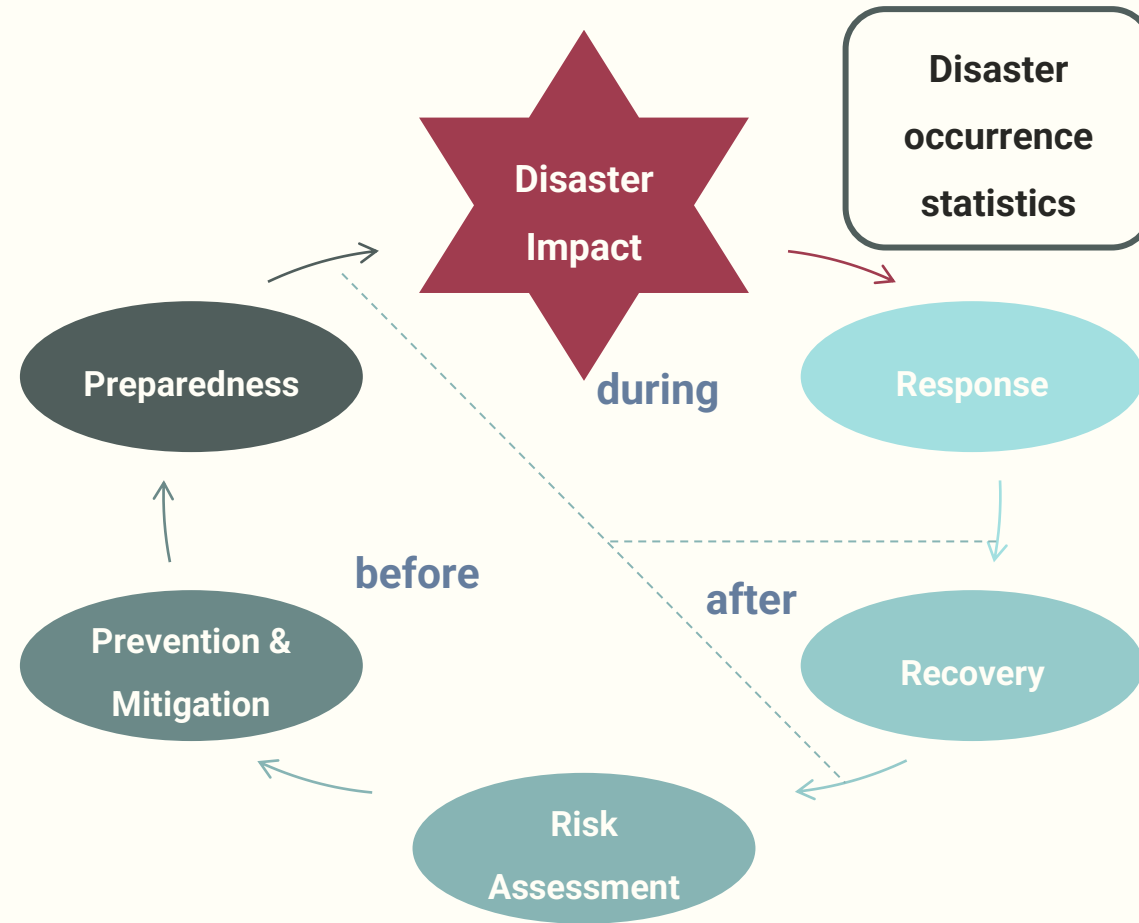 Disaster
occurrence
statistics
Disaster
Impact
Preparedness
during
Response
before
after
Prevention &
Mitigation
Recovery
Risk
Assessment